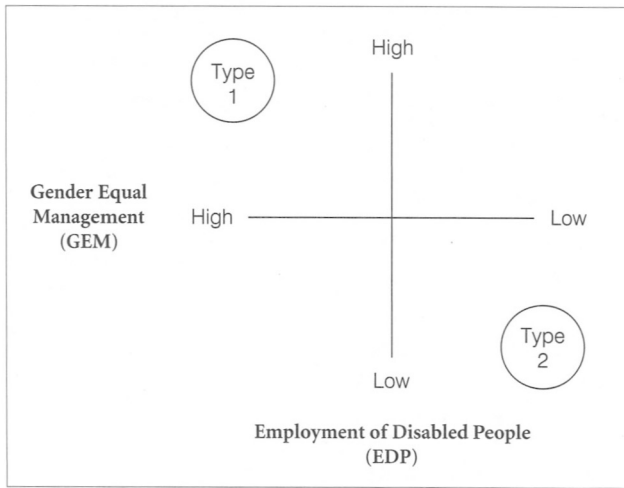 High
Type
1
Gender Equal
Management
(GEM)
High
Low
Type
2
Low
Employment of Disabled People
(EDP)